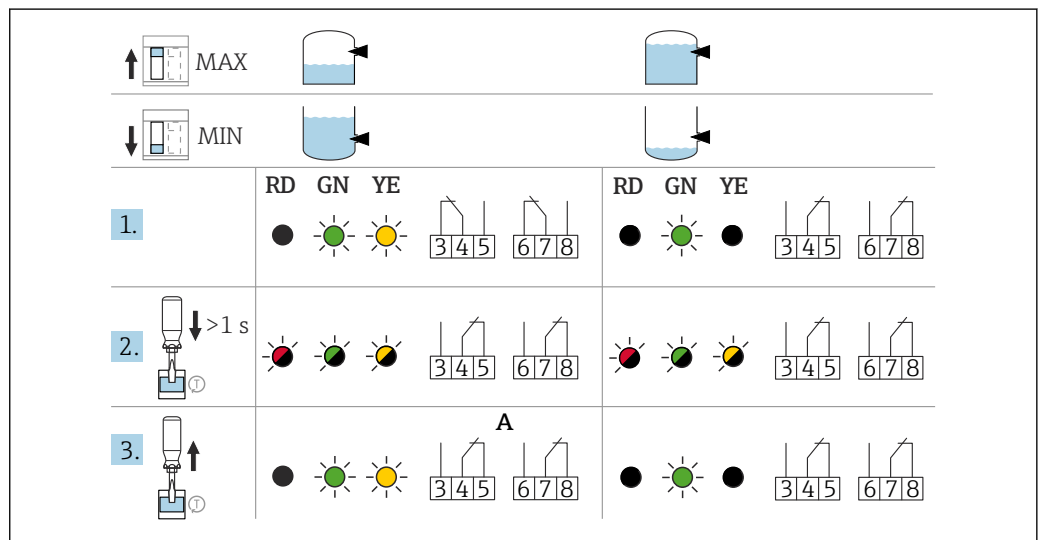 MAX
MIN
RD GN YE RD GN YE
1. 3 4 5 6 7 8 3 4 5 6 7 8
2. >1 s 3 4 5 6 7 8 3 4 5 6 7 8
T
A
3. 3 4 5 6 7 8 3 4 5 6 7 8
T